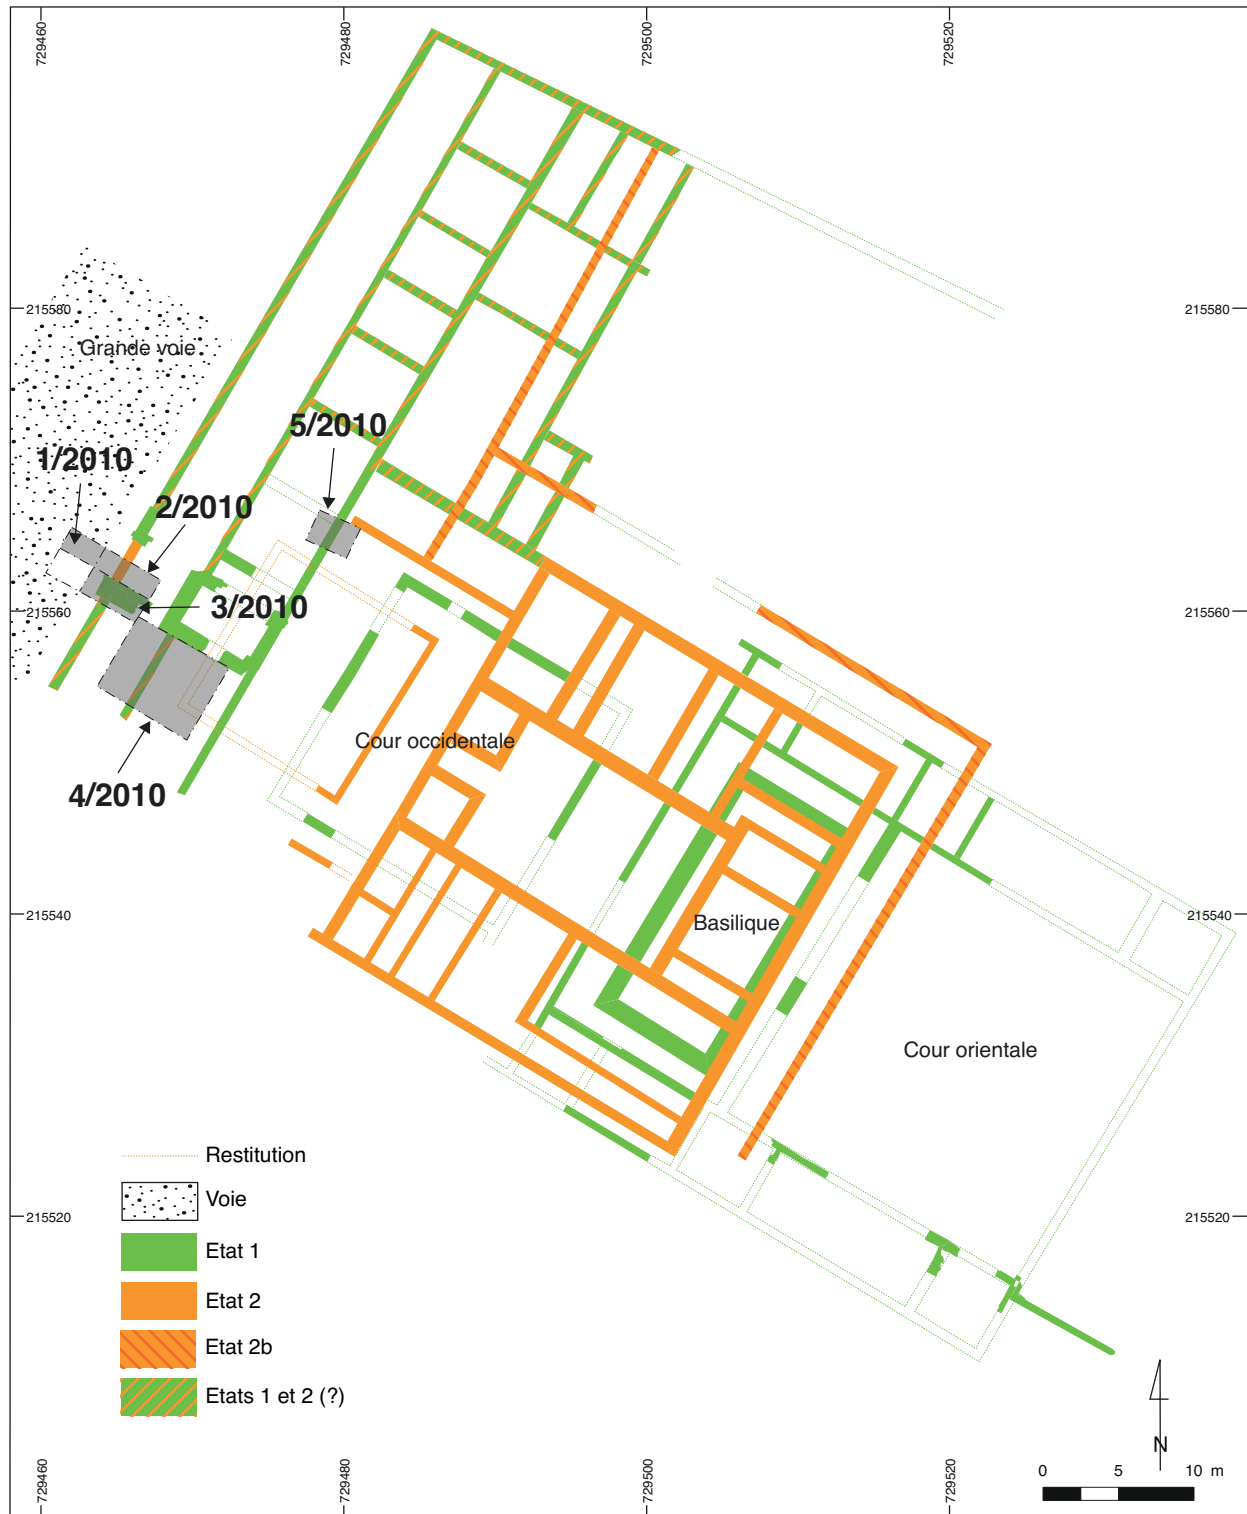 729460
729480
729500
729520
215580
215580
Grande voie
5/2010
1/2010
2/2010
3/2010
215560
215560
Cour occidentale
4/2010
215540
Basilique
215540
Cour orientale
Restitution
Voie
215520
215520
Etat 1
Etat 2
Etat 2b
Etats 1 et 2 (?)
N
0 5 10 m
729460
729480
729500
729520